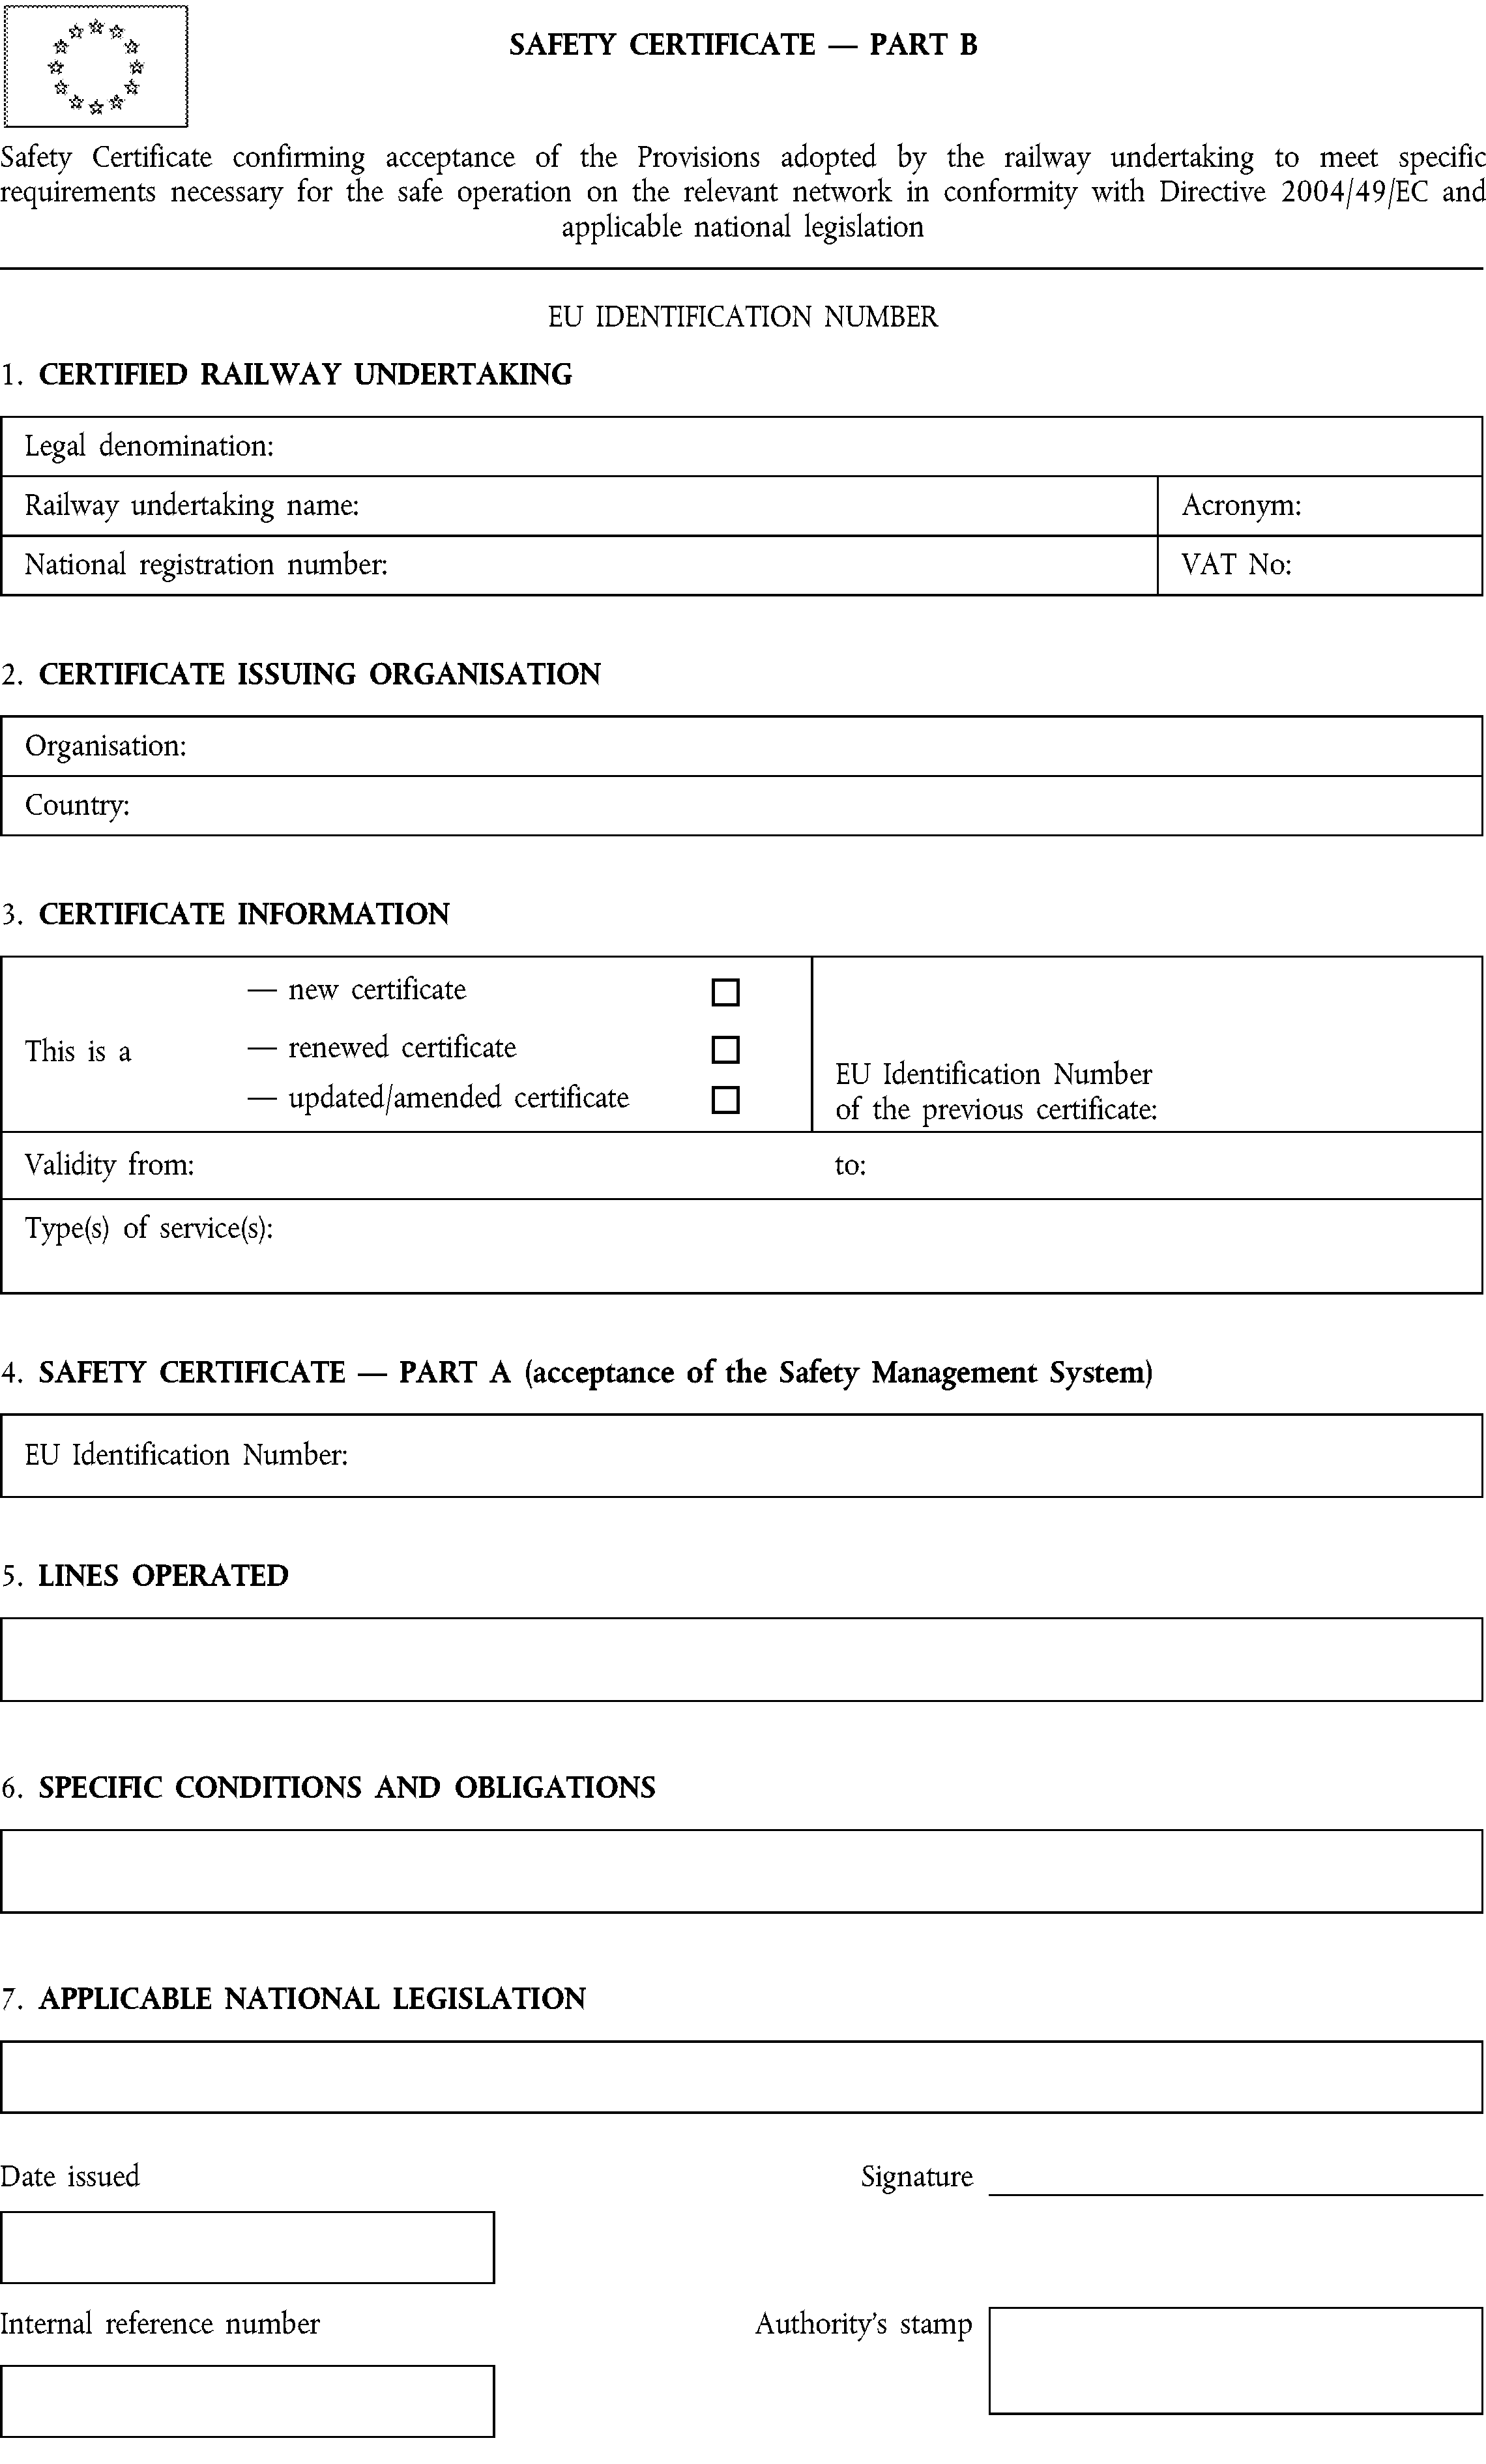 SAFETY CERTIFICATE — PART B
Safety Certificate confirming acceptance of the Provisions adopted by the railway undertaking to meet specific
requirements necessary for the safe operation on the relevant network in conformity with Directive 2004/49/EC and
applicable national legislation
EU IDENTIFICATION NUMBER
1. CERTIFIED RAILWAY UNDERTAKING
Legal denomination:
Railway undertaking name: Acronym:
National registration number: VAT No:
2. CERTIFICATE ISSUING ORGANISATION
Organisation:
Country:
3. CERTIFICATE INFORMATION
— new certificate
This is a — renewed certificate
— updated/amended certificate
EU Identification Number
of the previous certificate:
Validity from: to:
Type(s) of service(s):
4. SAFETY CERTIFICATE — PART A (acceptance of the Safety Management System)
EU Identification Number:
5. LINES OPERATED
6. SPECIFIC CONDITIONS AND OBLIGATIONS
7. APPLICABLE NATIONAL LEGISLATION
Date issued Signature
Internal reference number Authority's stamp